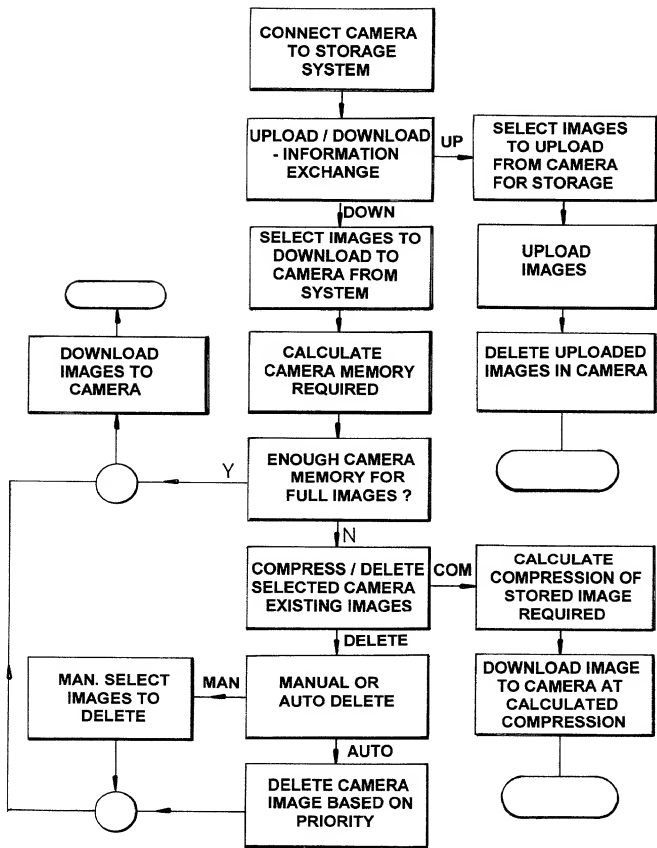 CONNECT CAMERA
TO STORAGE
SYSTEM
UPLOAD / DOWNLOAD
- INFORMATION
EXCHANGE
UP
SELECT IMAGES
TO UPLOAD
FROM CAMERA
FOR STORAGE
DOWN
SELECT IMAGES TO
DOWNLOAD TO
CAMERA FROM
SYSTEM
UPLOAD
IMAGES
DOWNLOAD
IMAGES TO
CAMERA
CALCULATE
CAMERA MEMORY
REQUIRED
DELETE UPLOADED
IMAGES IN CAMERA
Y
ENOUGH CAMERA
MEMORY FOR
FULL IMAGES ?
N
COMPRESS / DELETE
SELECTED CAMERA
EXISTING IMAGES
COM
CALCULATE
COMPRESSION OF
STORED IMAGE
REQUIRED
DELETE
MAN. SELECT
IMAGES TO
DELETE
MAN
MANUAL OR
AUTO DELETE
DOWNLOAD IMAGE
TO CAMERA AT
CALCULATED
COMPRESSION
AUTO
DELETE CAMERA
IMAGE BASED ON
PRIORITY